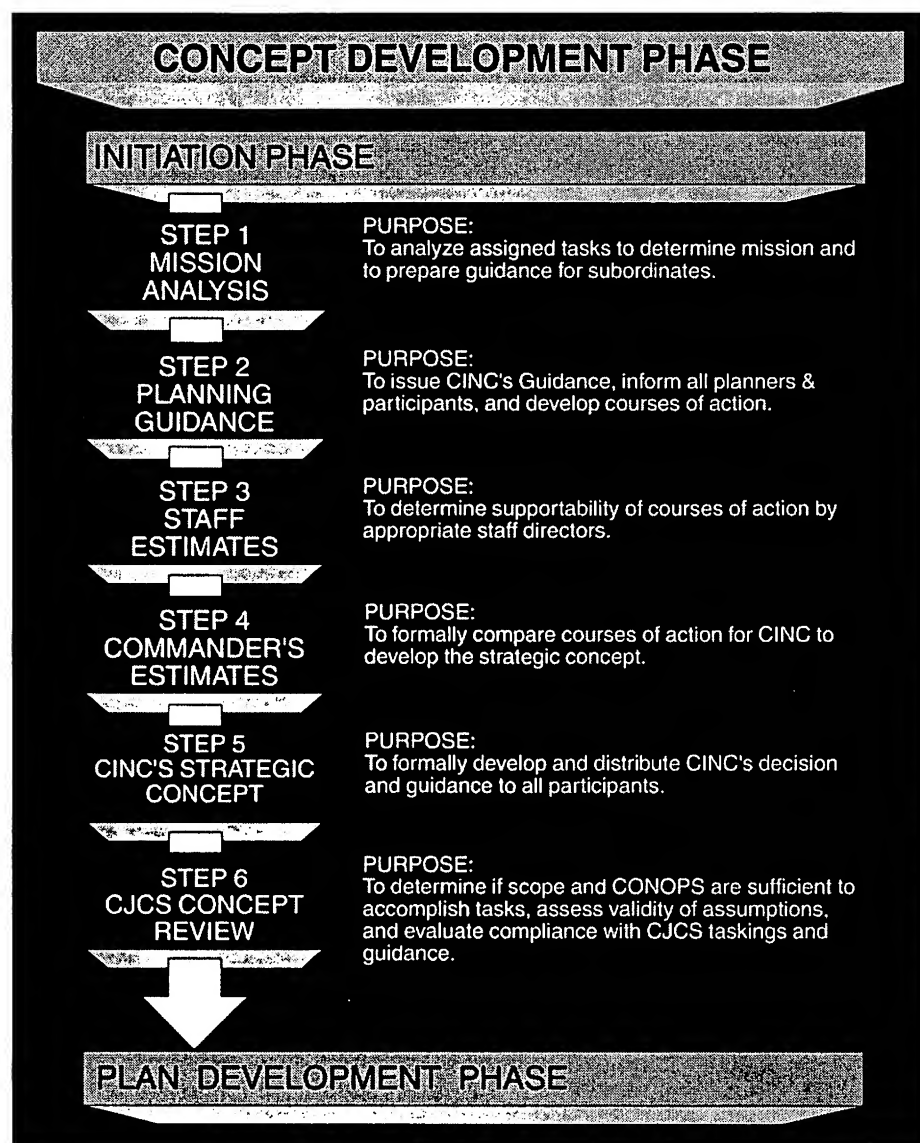 CONCEPT DEVELOPMENT PHASE
INITIATION PHASE
STEP 1
MISSION
ANALYSIS
PURPOSE:
To analyze assigned tasks to determine mission and
to prepare guidance for subordinates.
STEP 2
PLANNING
GUIDANCE
PURPOSE:
To issue CINC's Guidance, inform all planners &
participants, and develop courses of action.
STEP 3
STAFF
ESTIMATES
PURPOSE:
To determine supportability of courses of action by
appropriate staff directors.
STEP 4
COMMANDER'S
ESTIMATES
PURPOSE:
To formally compare courses of action for CINC to
develop the strategic concept.
STEP 5
CINC'S STRATEGIC
CONCEPT
PURPOSE:
To formally develop and distribute CINC's decision
and guidance to all participants.
STEP 6
CJCS CONCEPT
REVIEW
PURPOSE:
To determine if scope and CONOPS are sufficient to
accomplish tasks, assess validity of assumptions,
and evaluate compliance with CJCS taskings and
guidance.
PLAN DEVELOPMENT PHASE